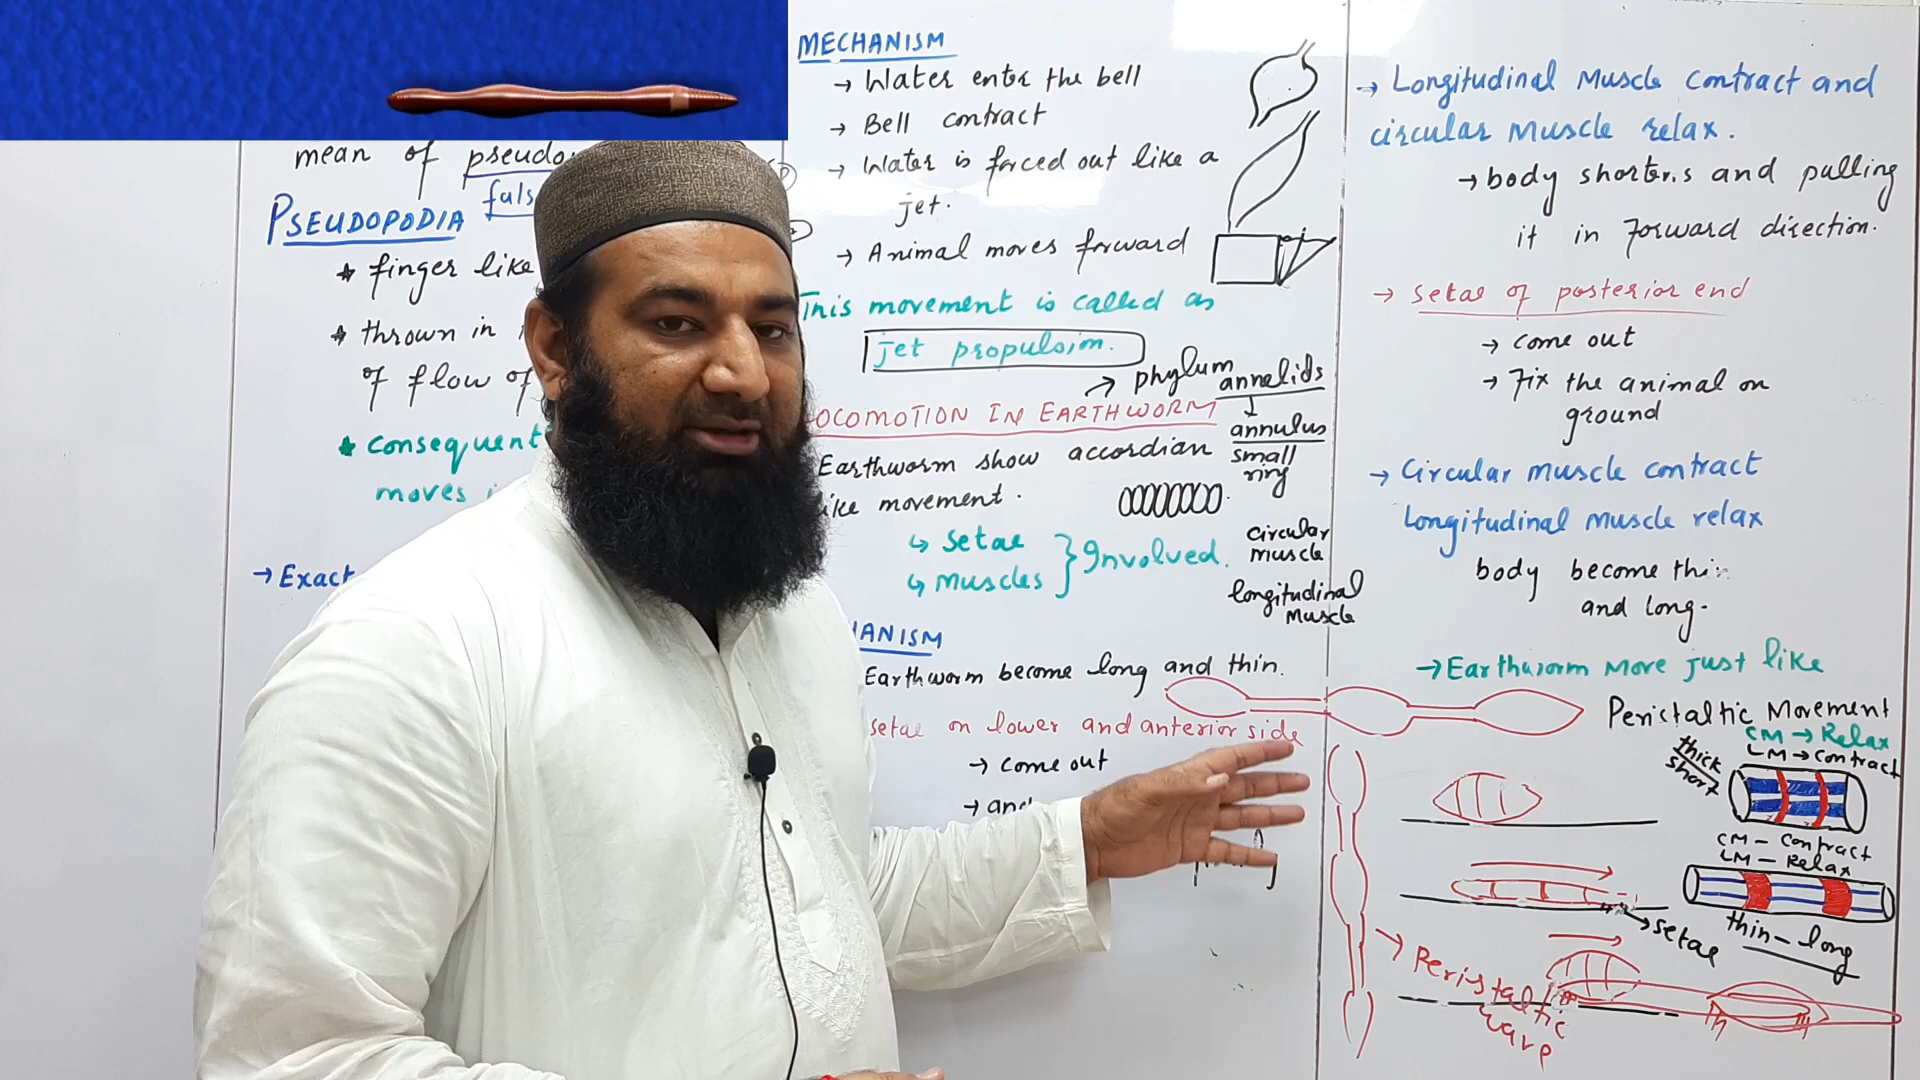 mean of pseudo
fals
PSEUDOPODIA
★ finger like
★ thrown in
of flow of
★ consequent
moves i
→ Exact
MECHANISM
→ Water enter the bell
→ Bell contract
→ Water is forced out like a
jet.
→ Animal moves forward
This movement is called as
jet propulsion.
→ phylum annelids
↓
annulus
small
ring
OCOMOTION IN EARTHWORM
Earthworm show accordian
ike movement.
↳ Setae
↳ Muscles } Involved.
circular
muscle
longitudinal
muscle
HANISM
Earthworm become long and thin.
setae on lower and anterior side
→ come out
→ and
→ Longitudinal Muscle contract and
circular Muscle relax.
→ body shortens and pulling
it in Forward direction.
→ Setae of posterior end
→ come out
→ Fix the animal on
ground
→ Circular muscle contract
Longitudinal Muscle relax
body become thin
and long.
→ Earthworm Move just like
Perictaltic Movement
CM → Relax
LM → contract
thick
short
CM – Contract
LM – Relax
→ setae
thin – long
→ Peristaltic